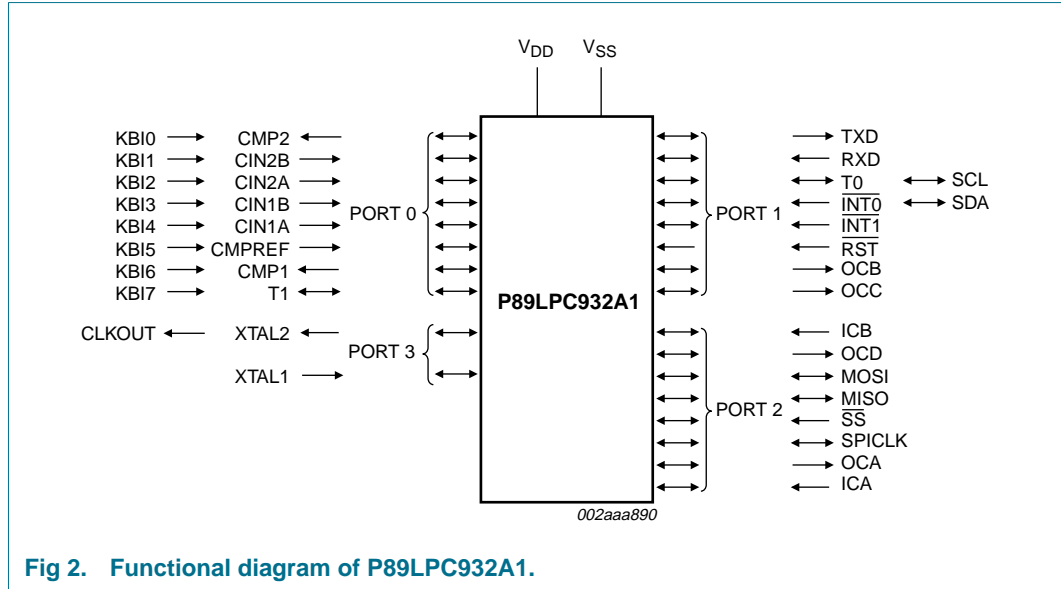 VDD VSS
KBI0 CMP2 TXD
KBI1 CIN2B RXD
KBI2 CIN2A T0 SCL
KBI3 CIN1B INT0 SDA
PORT 0 PORT 1
KBI4 CIN1A INT1
KBI5 CMPREF RST
KBI6 CMP1 OCB
KBI7 T1 OCC
P89LPC932A1
CLKOUT XTAL2 ICB
PORT 3 OCD
XTAL1 MOSI
MISO
PORT 2
SS
SPICLK
OCA
ICA
002aaa890
Fig 2. Functional diagram of P89LPC932A1.